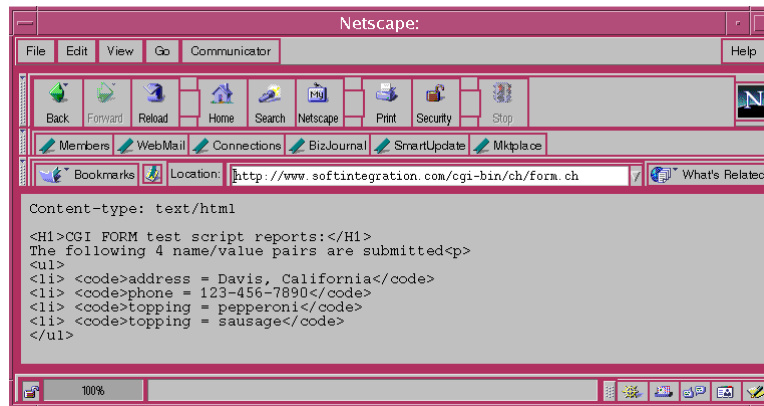 Netscape:
File Edit View Go Communicator Help
Back Forward Reload Home Search Netscape Print Security Stop N
Members WebMail Connections BizJournal SmartUpdate Mktplace
Bookmarks Location: http://www.softintegration.com/cgi-bin/ch/form.ch What's Related
Content-type: text/html
<H1>CGI FORM test script reports:</H1>
The following 4 name/value pairs are submitted<p>
<ul>
<li> <code>address = Davis, California</code>
<li> <code>phone = 123-456-7890</code>
<li> <code>topping = pepperoni</code>
<li> <code>topping = sausage</code>
</ul>
100%